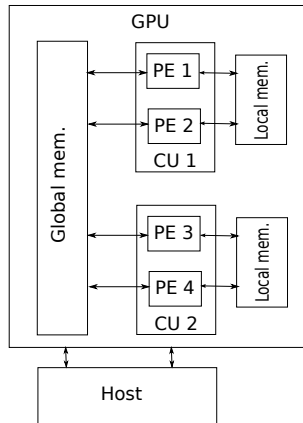 GPU
Global mem.
PE 1
PE 2
CU 1
Local mem.
PE 3
PE 4
CU 2
Local mem.
Host